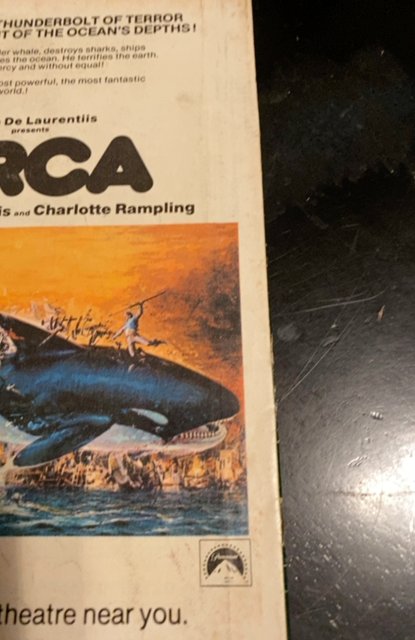 THUNDERBOLT OF TERROR
T OF THE OCEAN'S DEPTHS!
ler whale, destroys sharks, ships
es the ocean. He terrifies the earth.
ercy and without equal!
ost powerful, the most fantastic
world.!
De Laurentiis
presents
RCA
is and Charlotte Rampling
Paramount
theatre near you.